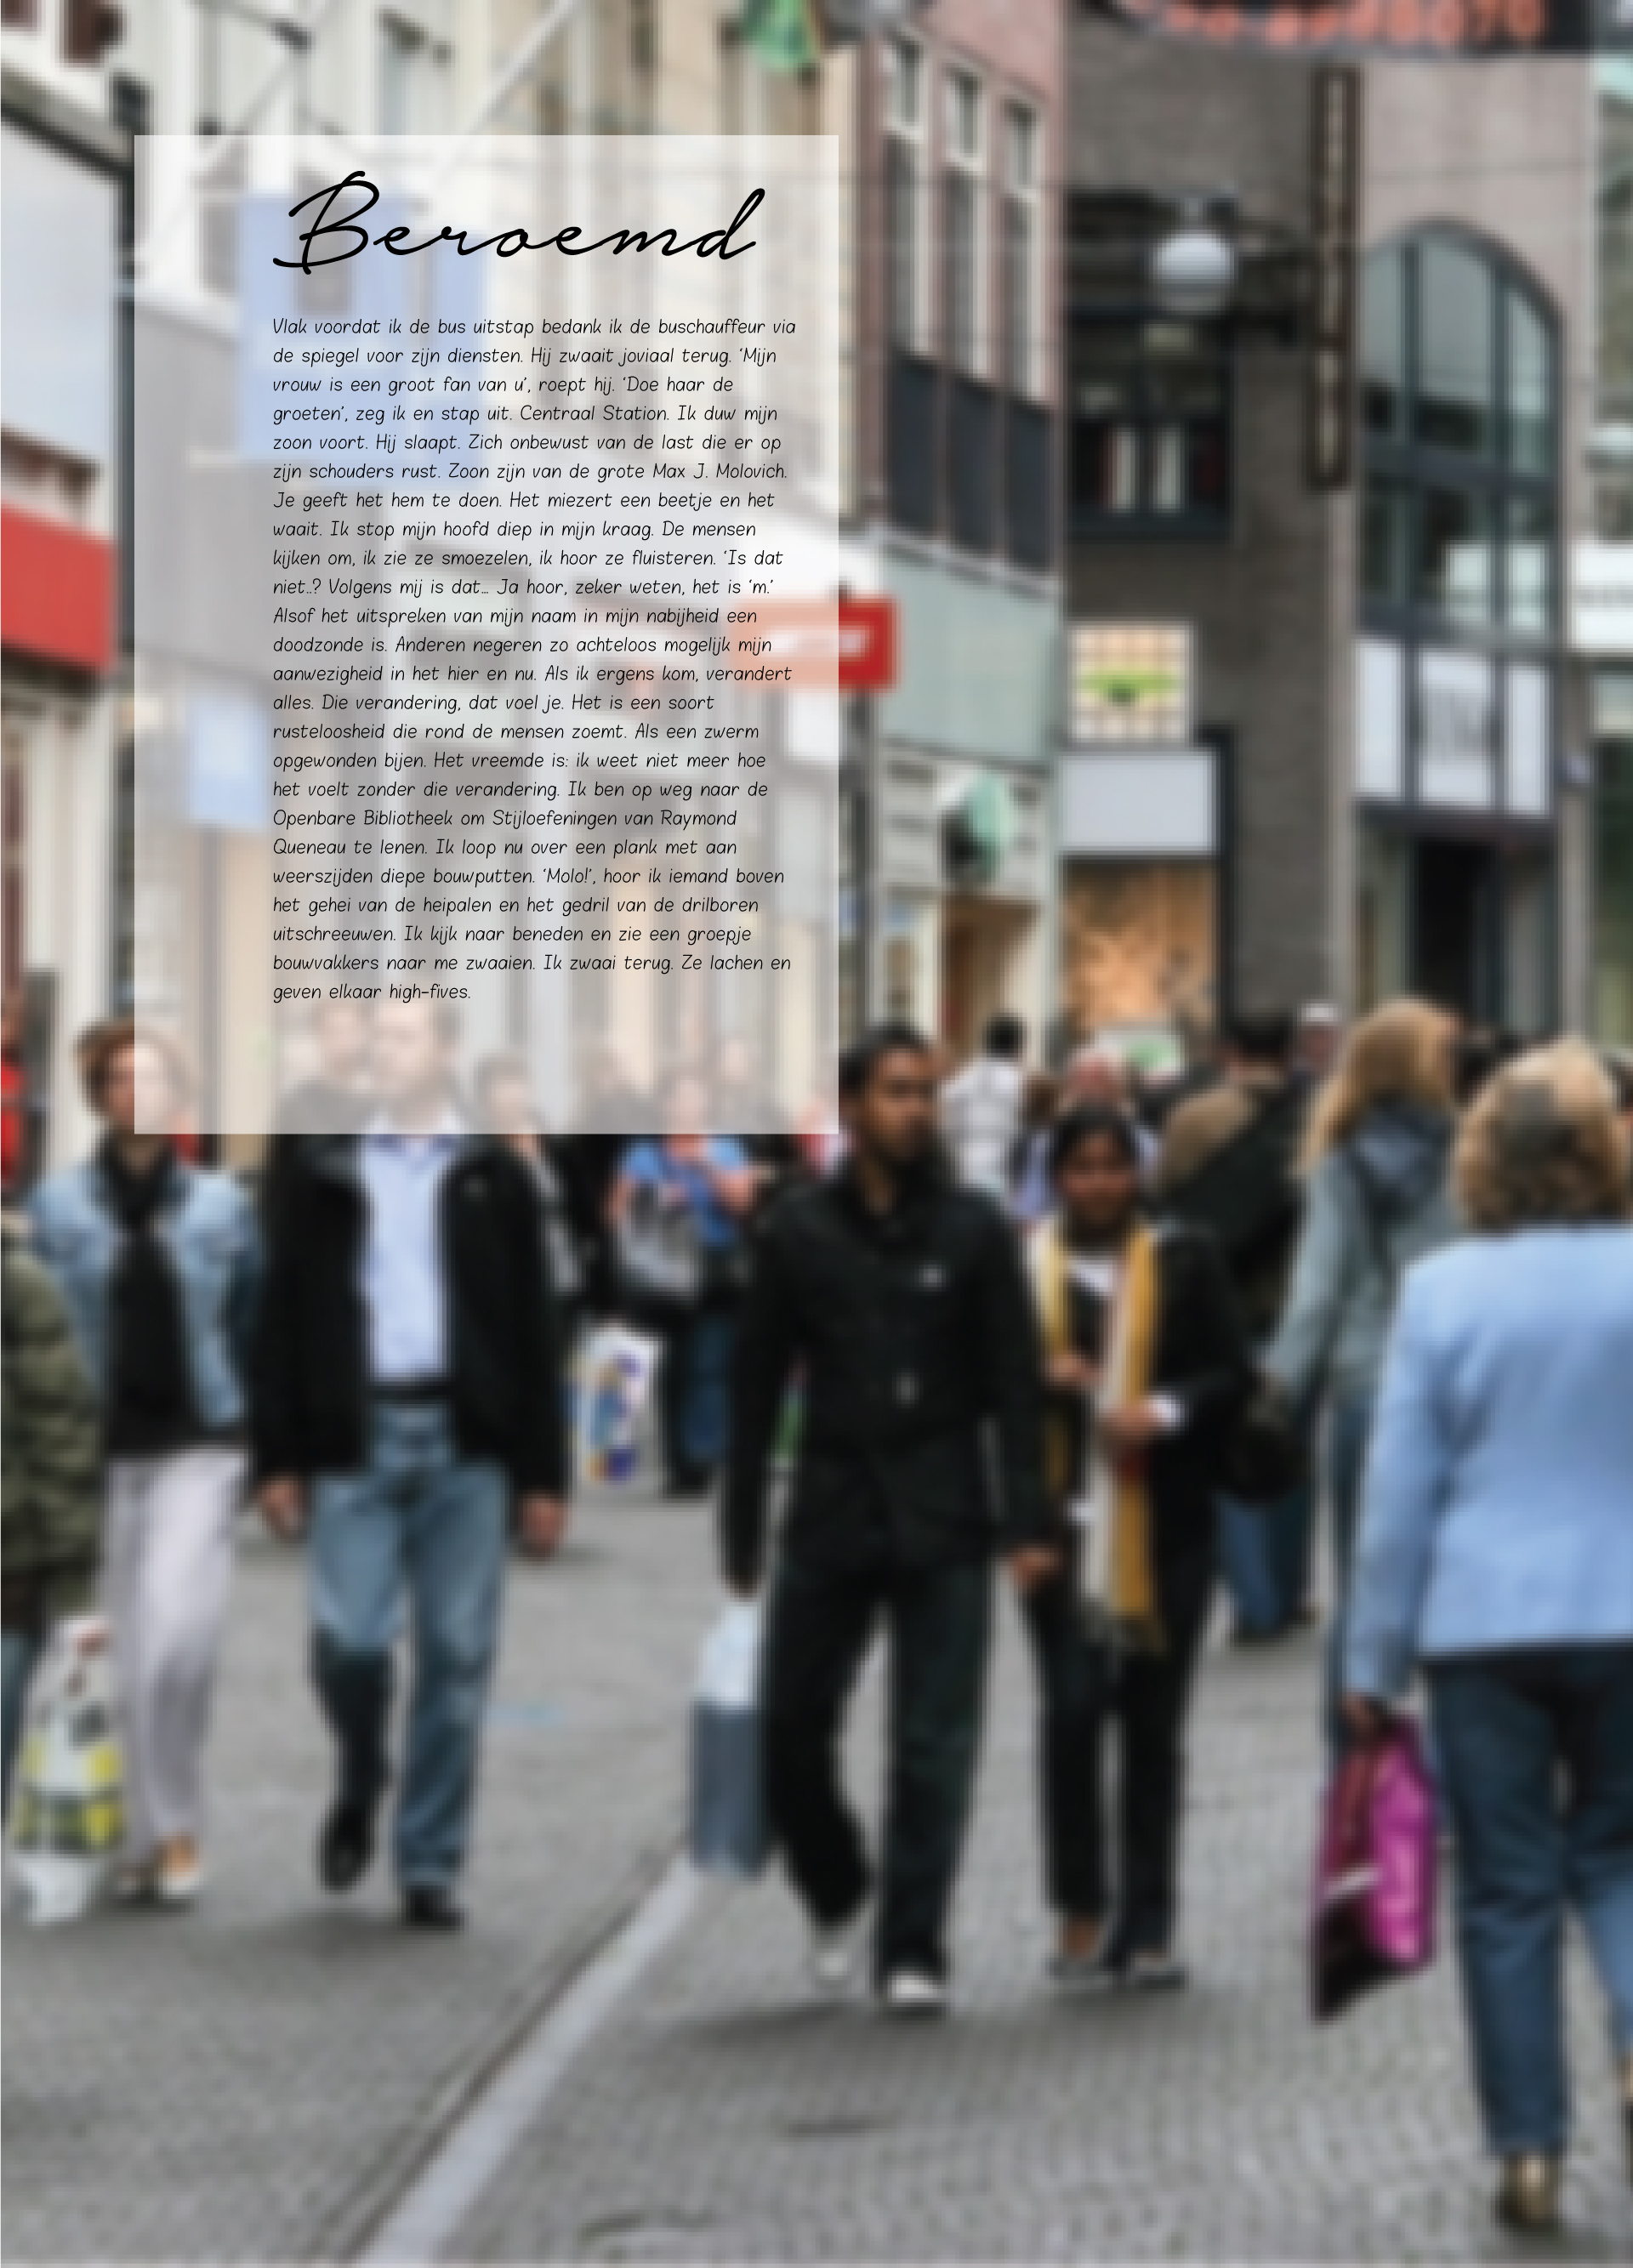 Beroemd
Vlak voordat ik de bus uitstap bedank ik de buschauffeur via
de spiegel voor zijn diensten. Hij zwaait joviaal terug. ‘Mijn
vrouw is een groot fan van u’, roept hij. ‘Doe haar de
groeten’, zeg ik en stap uit. Centraal Station. Ik duw mijn
zoon voort. Hij slaapt. Zich onbewust van de last die er op
zijn schouders rust. Zoon zijn van de grote Max J. Molovich.
Je geeft het hem te doen. Het miezert een beetje en het
waait. Ik stop mijn hoofd diep in mijn kraag. De mensen
kijken om, ik zie ze smoezelen, ik hoor ze fluisteren. ‘Is dat
niet..? Volgens mij is dat… Ja hoor, zeker weten, het is ‘m.’
Alsof het uitspreken van mijn naam in mijn nabijheid een
doodzonde is. Anderen negeren zo achteloos mogelijk mijn
aanwezigheid in het hier en nu. Als ik ergens kom, verandert
alles. Die verandering, dat voel je. Het is een soort
rusteloosheid die rond de mensen zoemt. Als een zwerm
opgewonden bijen. Het vreemde is: ik weet niet meer hoe
het voelt zonder die verandering. Ik ben op weg naar de
Openbare Bibliotheek om Stijloefeningen van Raymond
Queneau te lenen. Ik loop nu over een plank met aan
weerszijden diepe bouwputten. ‘Molo!’, hoor ik iemand boven
het gehei van de heipalen en het gedril van de drilboren
uitschreeuwen. Ik kijk naar beneden en zie een groepje
bouwvakkers naar me zwaaien. Ik zwaai terug. Ze lachen en
geven elkaar high-fives.